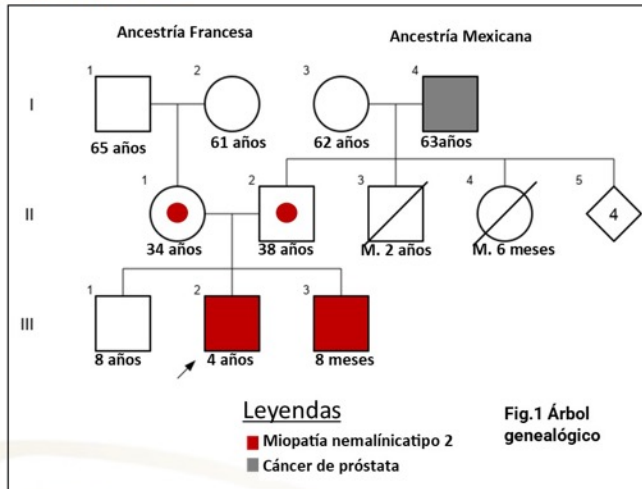 Ancestría Francesa
Ancestría Mexicana
I
1
2
3
4
65 años
61 años
62 años
63años
II
1
2
3
4
5
4
34 años
38 años
M. 2 años
M. 6 meses
III
1
2
3
8 años
4 años
8 meses
Leyendas
Miopatía nemalínicatipo 2
Cáncer de próstata
Fig.1 Árbol
genealógico